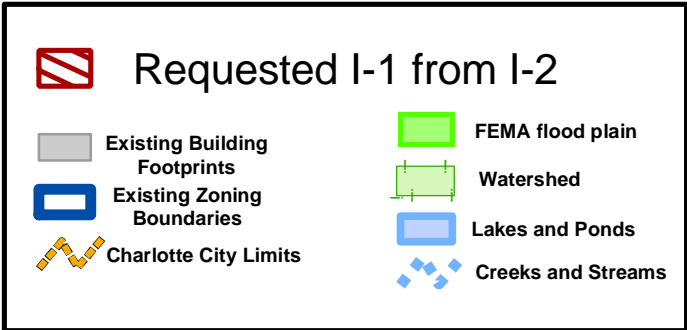 Requested I-1 from I-2
Existing Building
Footprints
Existing Zoning
Boundaries
Charlotte City Limits
FEMA flood plain
Watershed
Lakes and Ponds
Creeks and Streams